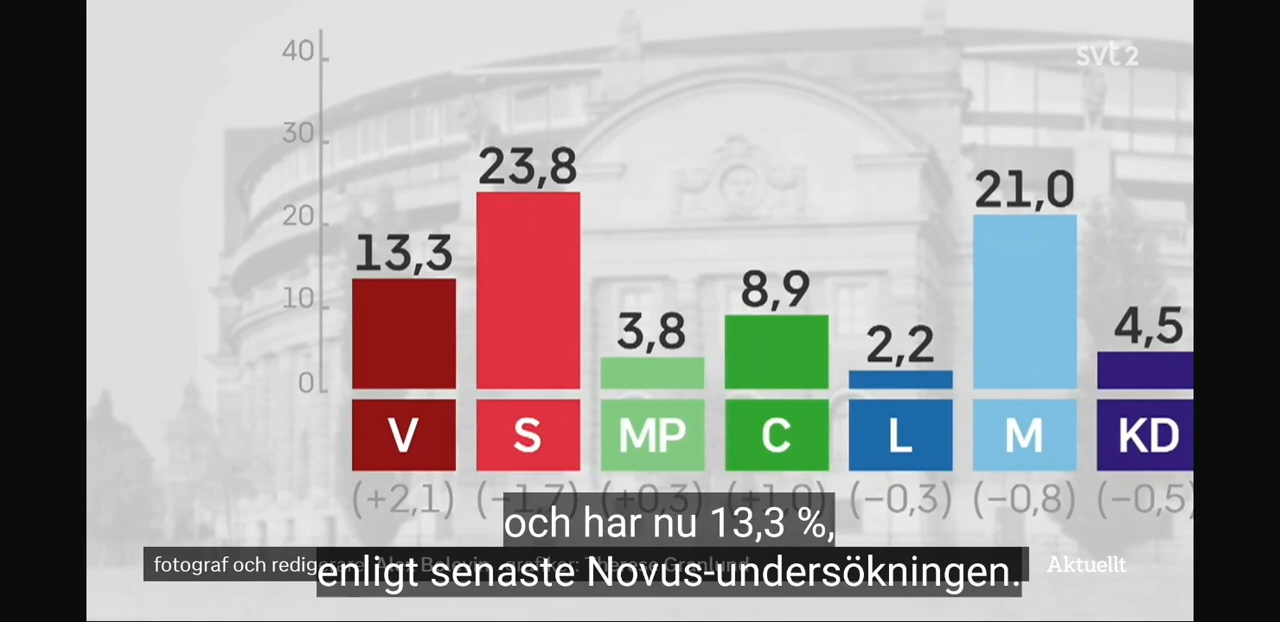 svt2
40
30
20
10
0
13,3
23,8
3,8
8,9
2,2
21,0
4,5
V S MP C L M KD
(+2,1) (−1,7) (+0,3) (+1,0) (−0,3) (−0,8) (−0,5)
och har nu 13,3 %,
fotograf och redig
enligt senaste Novus-undersökningen.
Aktuellt